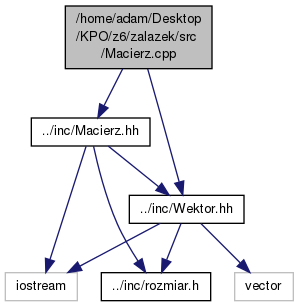 /home/adam/Desktop
/KPO/z6/zalazek/src
/Macierz.cpp
../inc/Macierz.hh
../inc/Wektor.hh
iostream
../inc/rozmiar.h
vector